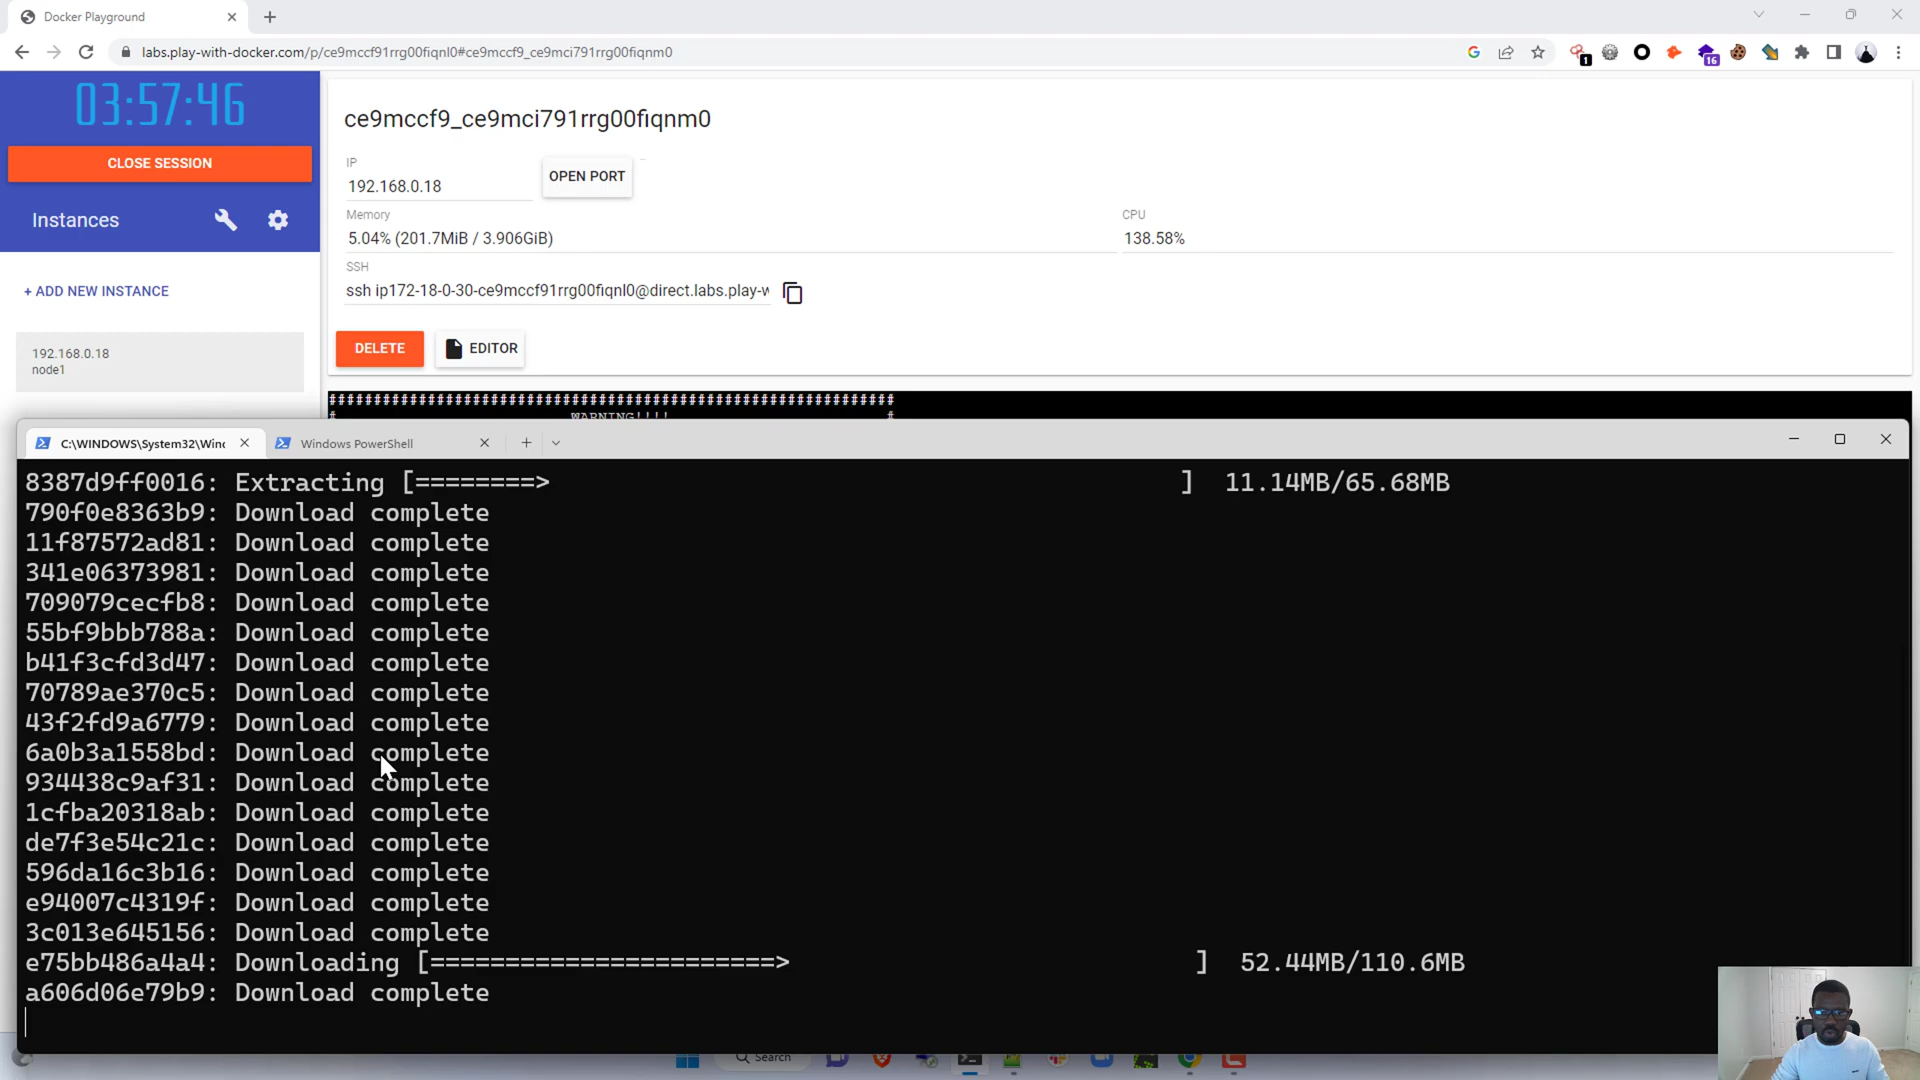 Docker Playground
labs.play-with-docker.com/p/ce9mccf91rrg00fiqnl0#ce9mccf9_ce9mci791rrg00fiqnm0
1
16
03:57:46
CLOSE SESSION
Instances
+ ADD NEW INSTANCE
192.168.0.18
node1
ce9mccf9_ce9mci791rrg00fiqnm0
IP
192.168.0.18
OPEN PORT
Memory
5.04% (201.7MiB / 3.906GiB)
CPU
138.58%
SSH
ssh ip172-18-0-30-ce9mccf91rrg00fiqnl0@direct.labs.play-w
DELETE
EDITOR
###############################################################
# WARNING!!!! #
C:\WINDOWS\System32\Winc
Windows PowerShell
8387d9ff0016: Extracting [========> ] 11.14MB/65.68MB
790f0e8363b9: Download complete
11f87572ad81: Download complete
341e06373981: Download complete
709079cecfb8: Download complete
55bf9bbb788a: Download complete
b41f3cfd3d47: Download complete
70789ae370c5: Download complete
43f2fd9a6779: Download complete
6a0b3a1558bd: Download complete
934438c9af31: Download complete
1cfba20318ab: Download complete
de7f3e54c21c: Download complete
596da16c3b16: Download complete
e94007c4319f: Download complete
3c013e645156: Download complete
e75bb486a4a4: Downloading [=======================> ] 52.44MB/110.6MB
a606d06e79b9: Download complete
Search